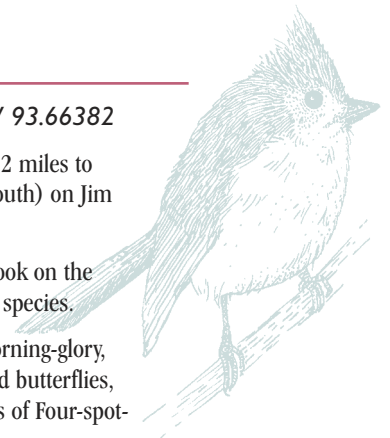 / 93.66382
2 miles to
outh) on Jim
ook on the
species.
orning-glory,
d butterflies,
s of Four-spot-